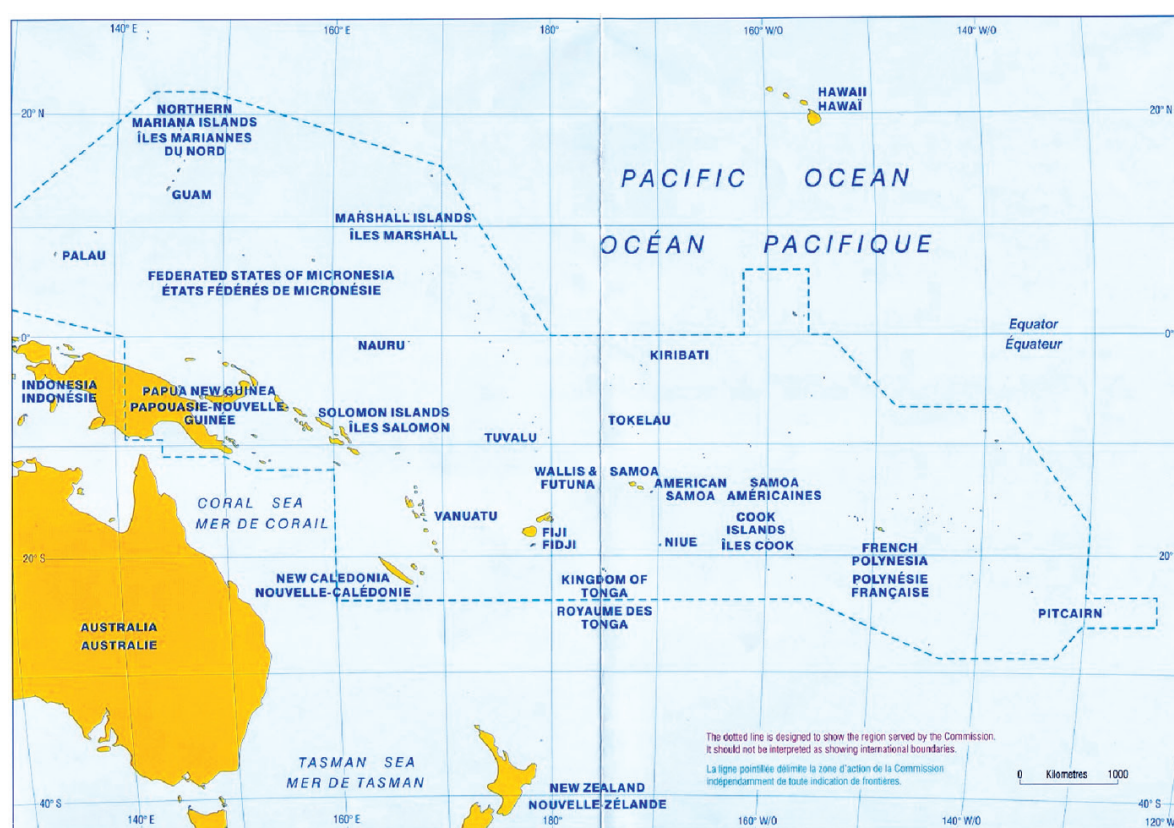 140° E
160° E
180°
160° W/O
140° W/O
20° N
20° N
HAWAII
HAWAÏ
NORTHERN
MARIANA ISLANDS
ÎLES MARIANNES
DU NORD
GUAM
PACIFIC OCEAN
OCÉAN PACIFIQUE
MARSHALL ISLANDS
ÎLES MARSHALL
PALAU
FEDERATED STATES OF MICRONESIA
ÉTATS FÉDÉRÉS DE MICRONÉSIE
0°
0°
Equator
Équateur
NAURU
KIRIBATI
INDONESIA
INDONÉSIE
PAPUA NEW GUINEA
PAPOUASIE-NOUVELLE-
GUINÉE
SOLOMON ISLANDS
ÎLES SALOMON
TUVALU
TOKELAU
WALLIS &
FUTUNA
SAMOA
AMERICAN
SAMOA
SAMOA
AMÉRICAINES
CORAL SEA
MER DE CORAIL
VANUATU
FIJI
FIDJI
NIUE
COOK
ISLANDS
ÎLES COOK
FRENCH
POLYNESIA
POLYNÉSIE
FRANÇAISE
20° S
20°
NEW CALEDONIA
NOUVELLE-CALÉDONIE
KINGDOM OF
TONGA
ROYAUME DES
TONGA
PITCAIRN
AUSTRALIA
AUSTRALIE
TASMAN SEA
MER DE TASMAN
NEW ZEALAND
NOUVELLE-ZÉLANDE
The dotted line is designed to show the region served by the Commission.
It should not be interpreted as showing international boundaries.
La ligne pointillée délimite la zone d'action de la Commission
indépendamment de toute indication de frontières.
0 Kilometres 1000
40° S
40° S
140° E
160° E
180°
160° W/O
140° W/O
120° W/O